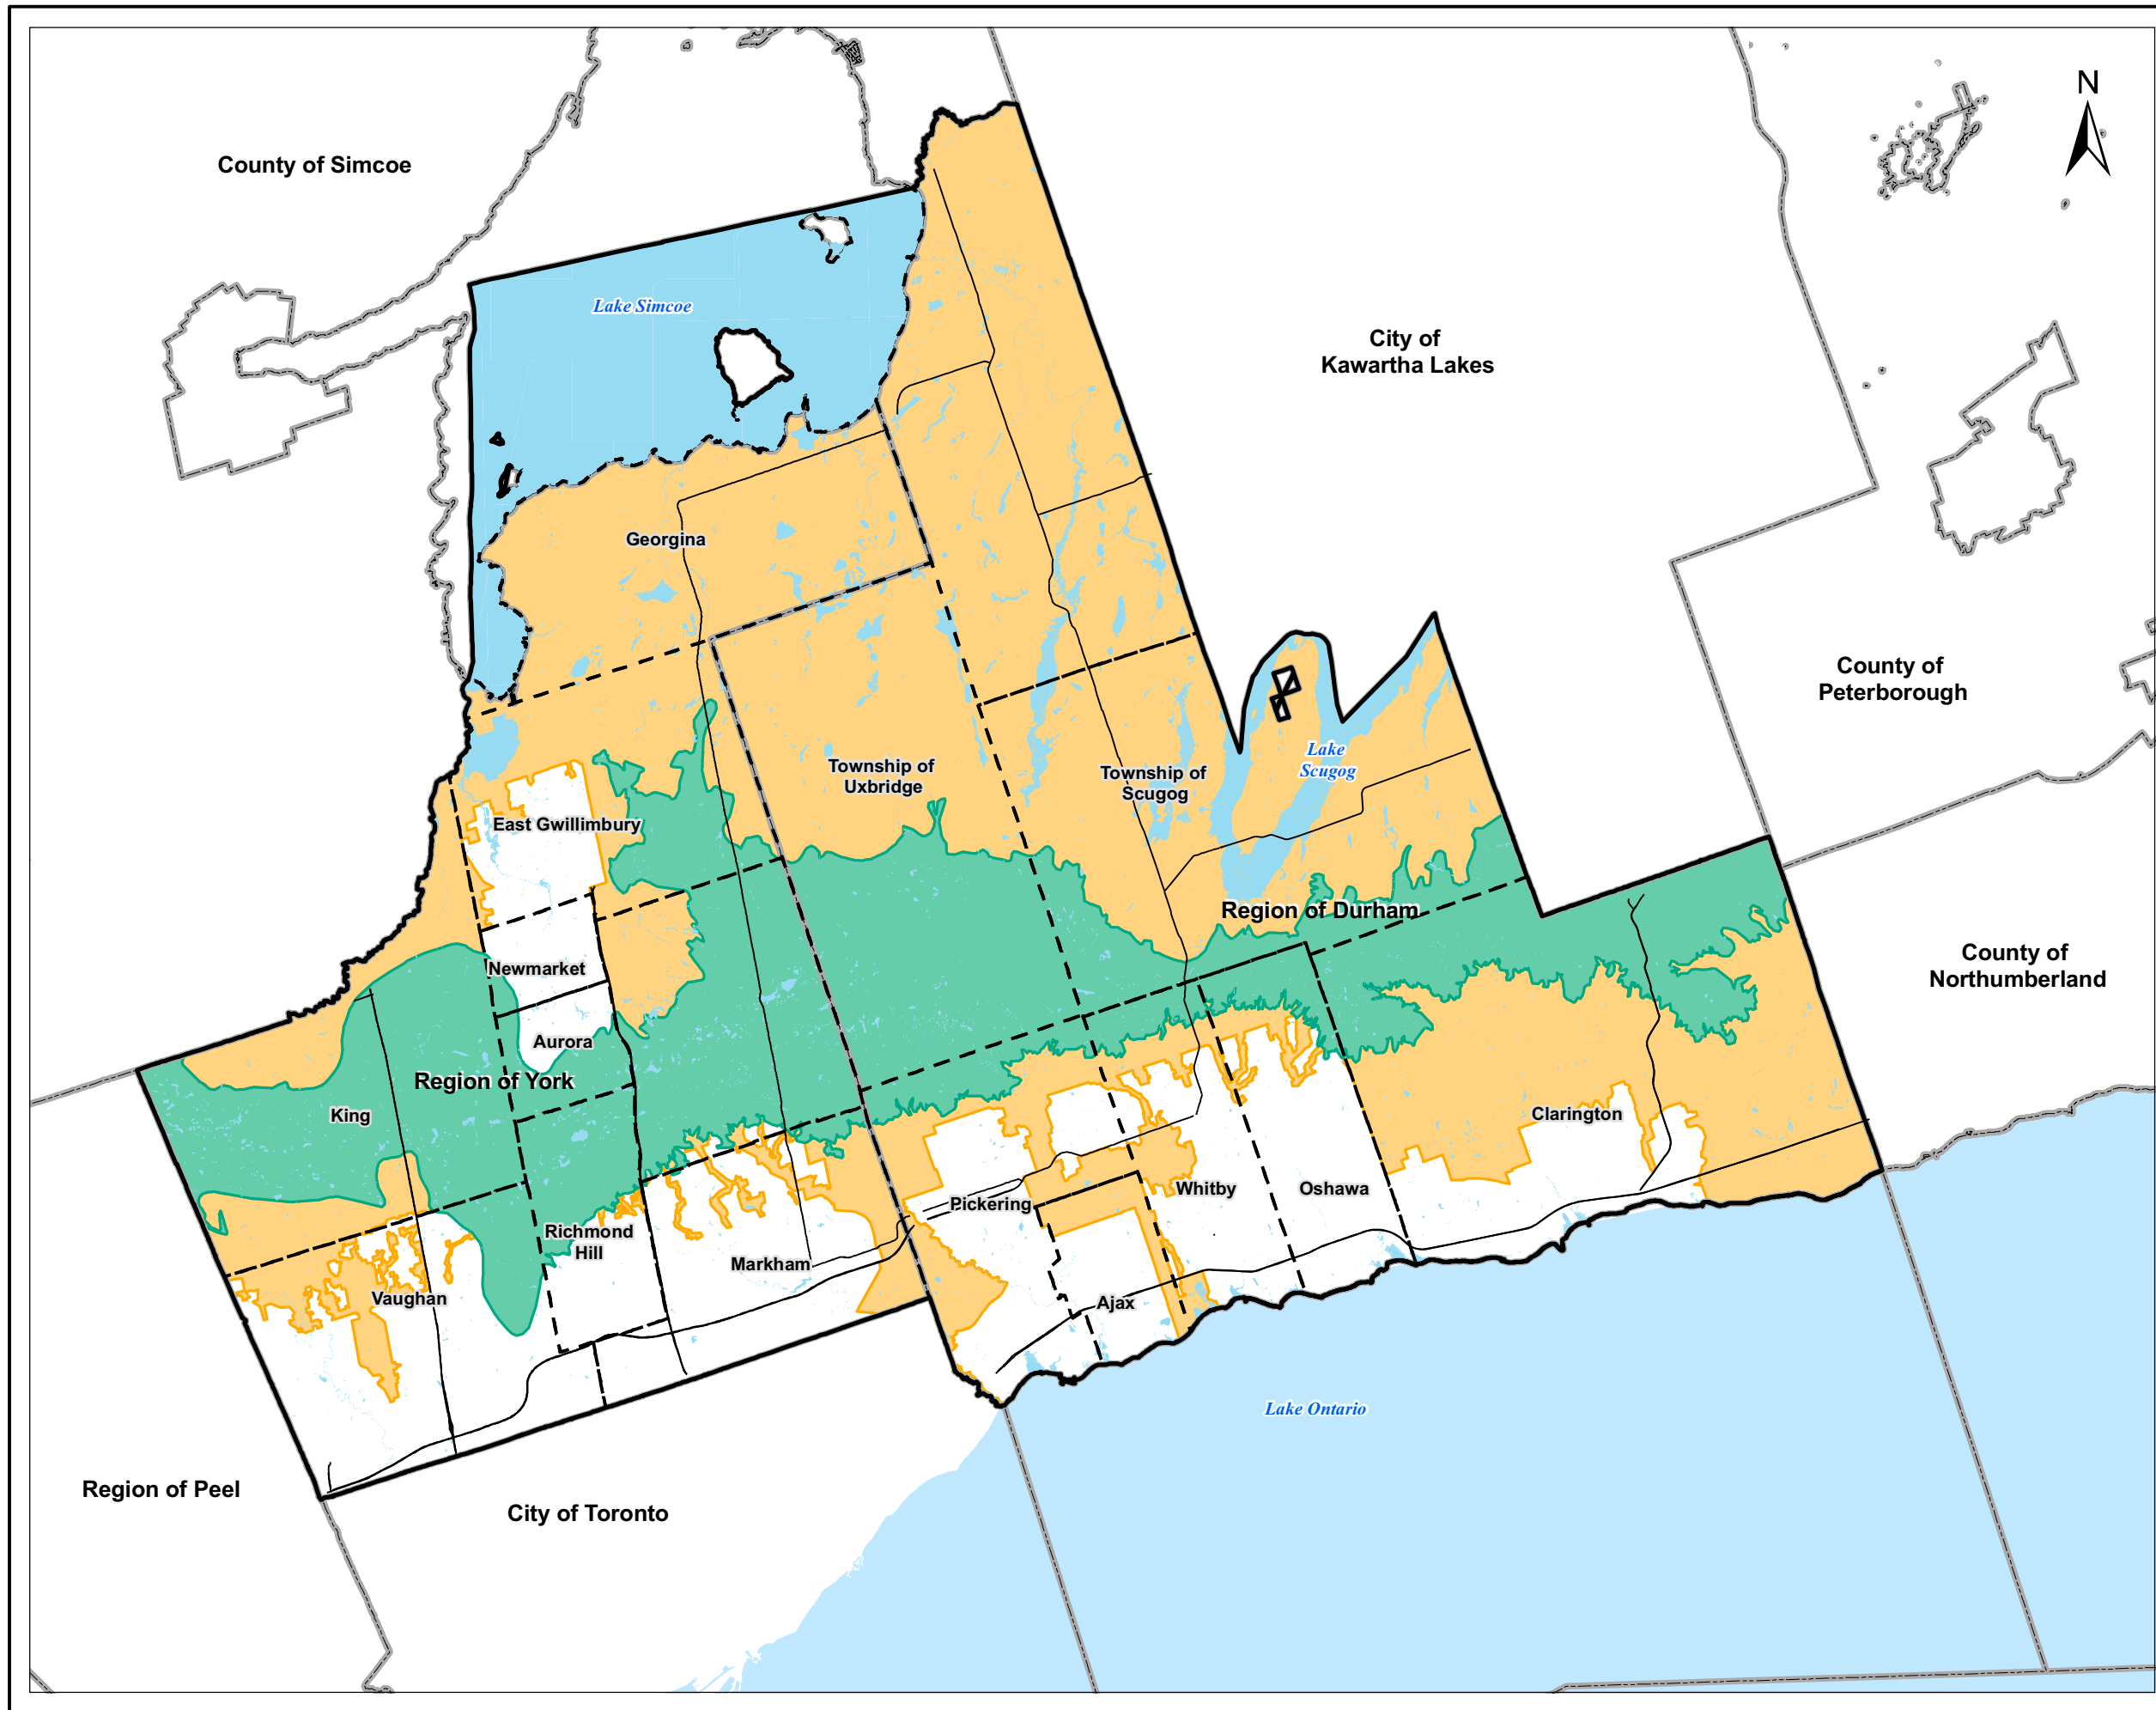 N
County of Simcoe
Lake Simcoe
City of
Kawartha Lakes
Georgina
County of
Peterborough
Township of
Uxbridge
Township of
Scugog
Lake
Scugog
East Gwillimbury
Region of Durham
Newmarket
County of
Northumberland
Aurora
Region of York
King
Clarington
Whitby
Oshawa
Pickering
Richmond
Hill
Markham
Vaughan
Ajax
Lake Ontario
Region of Peel
City of Toronto